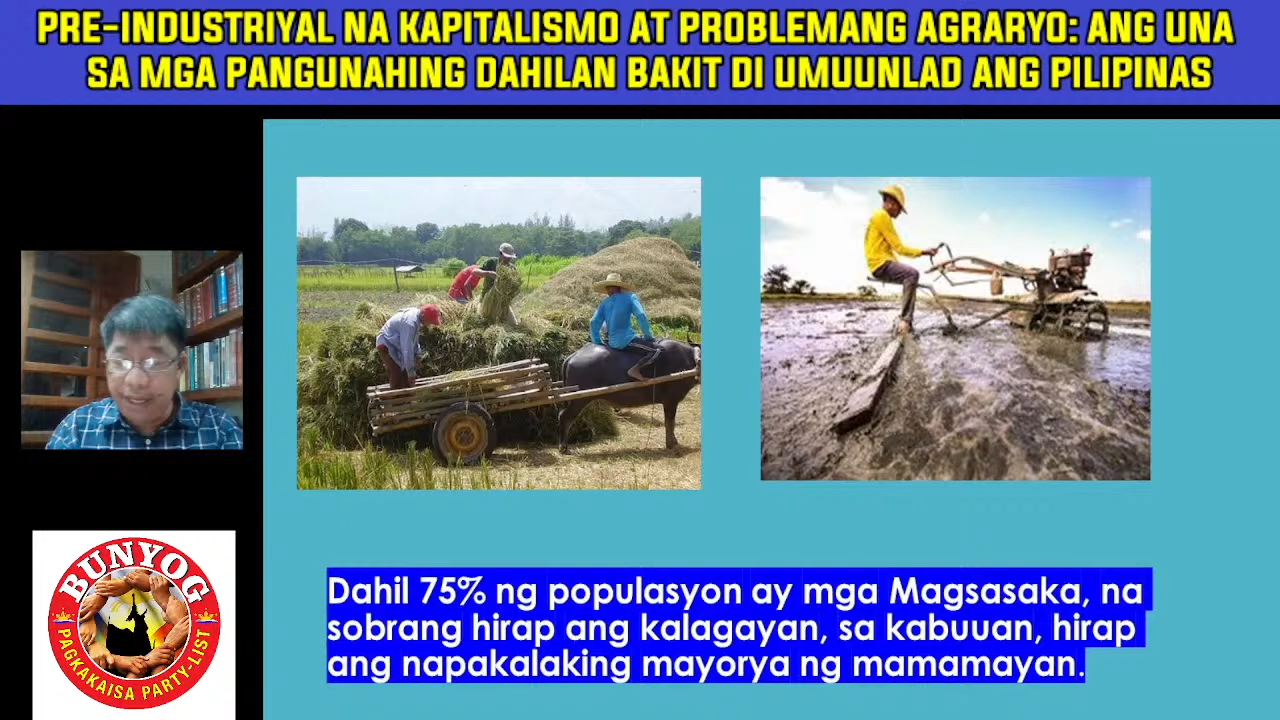 PRE-INDUSTRIYAL NA KAPITALISMO AT PROBLEMANG AGRARYO: ANG UNA
SA MGA PANGUNAHING DAHILAN BAKIT DI UMUUNLAD ANG PILIPINAS
BUNYOG
PAGKAKAISA PARTY-LIST
Dahil 75% ng populasyon ay mga Magsasaka, na
sobrang hirap ang kalagayan, sa kabuuan, hirap
ang napakalaking mayorya ng mamamayan.